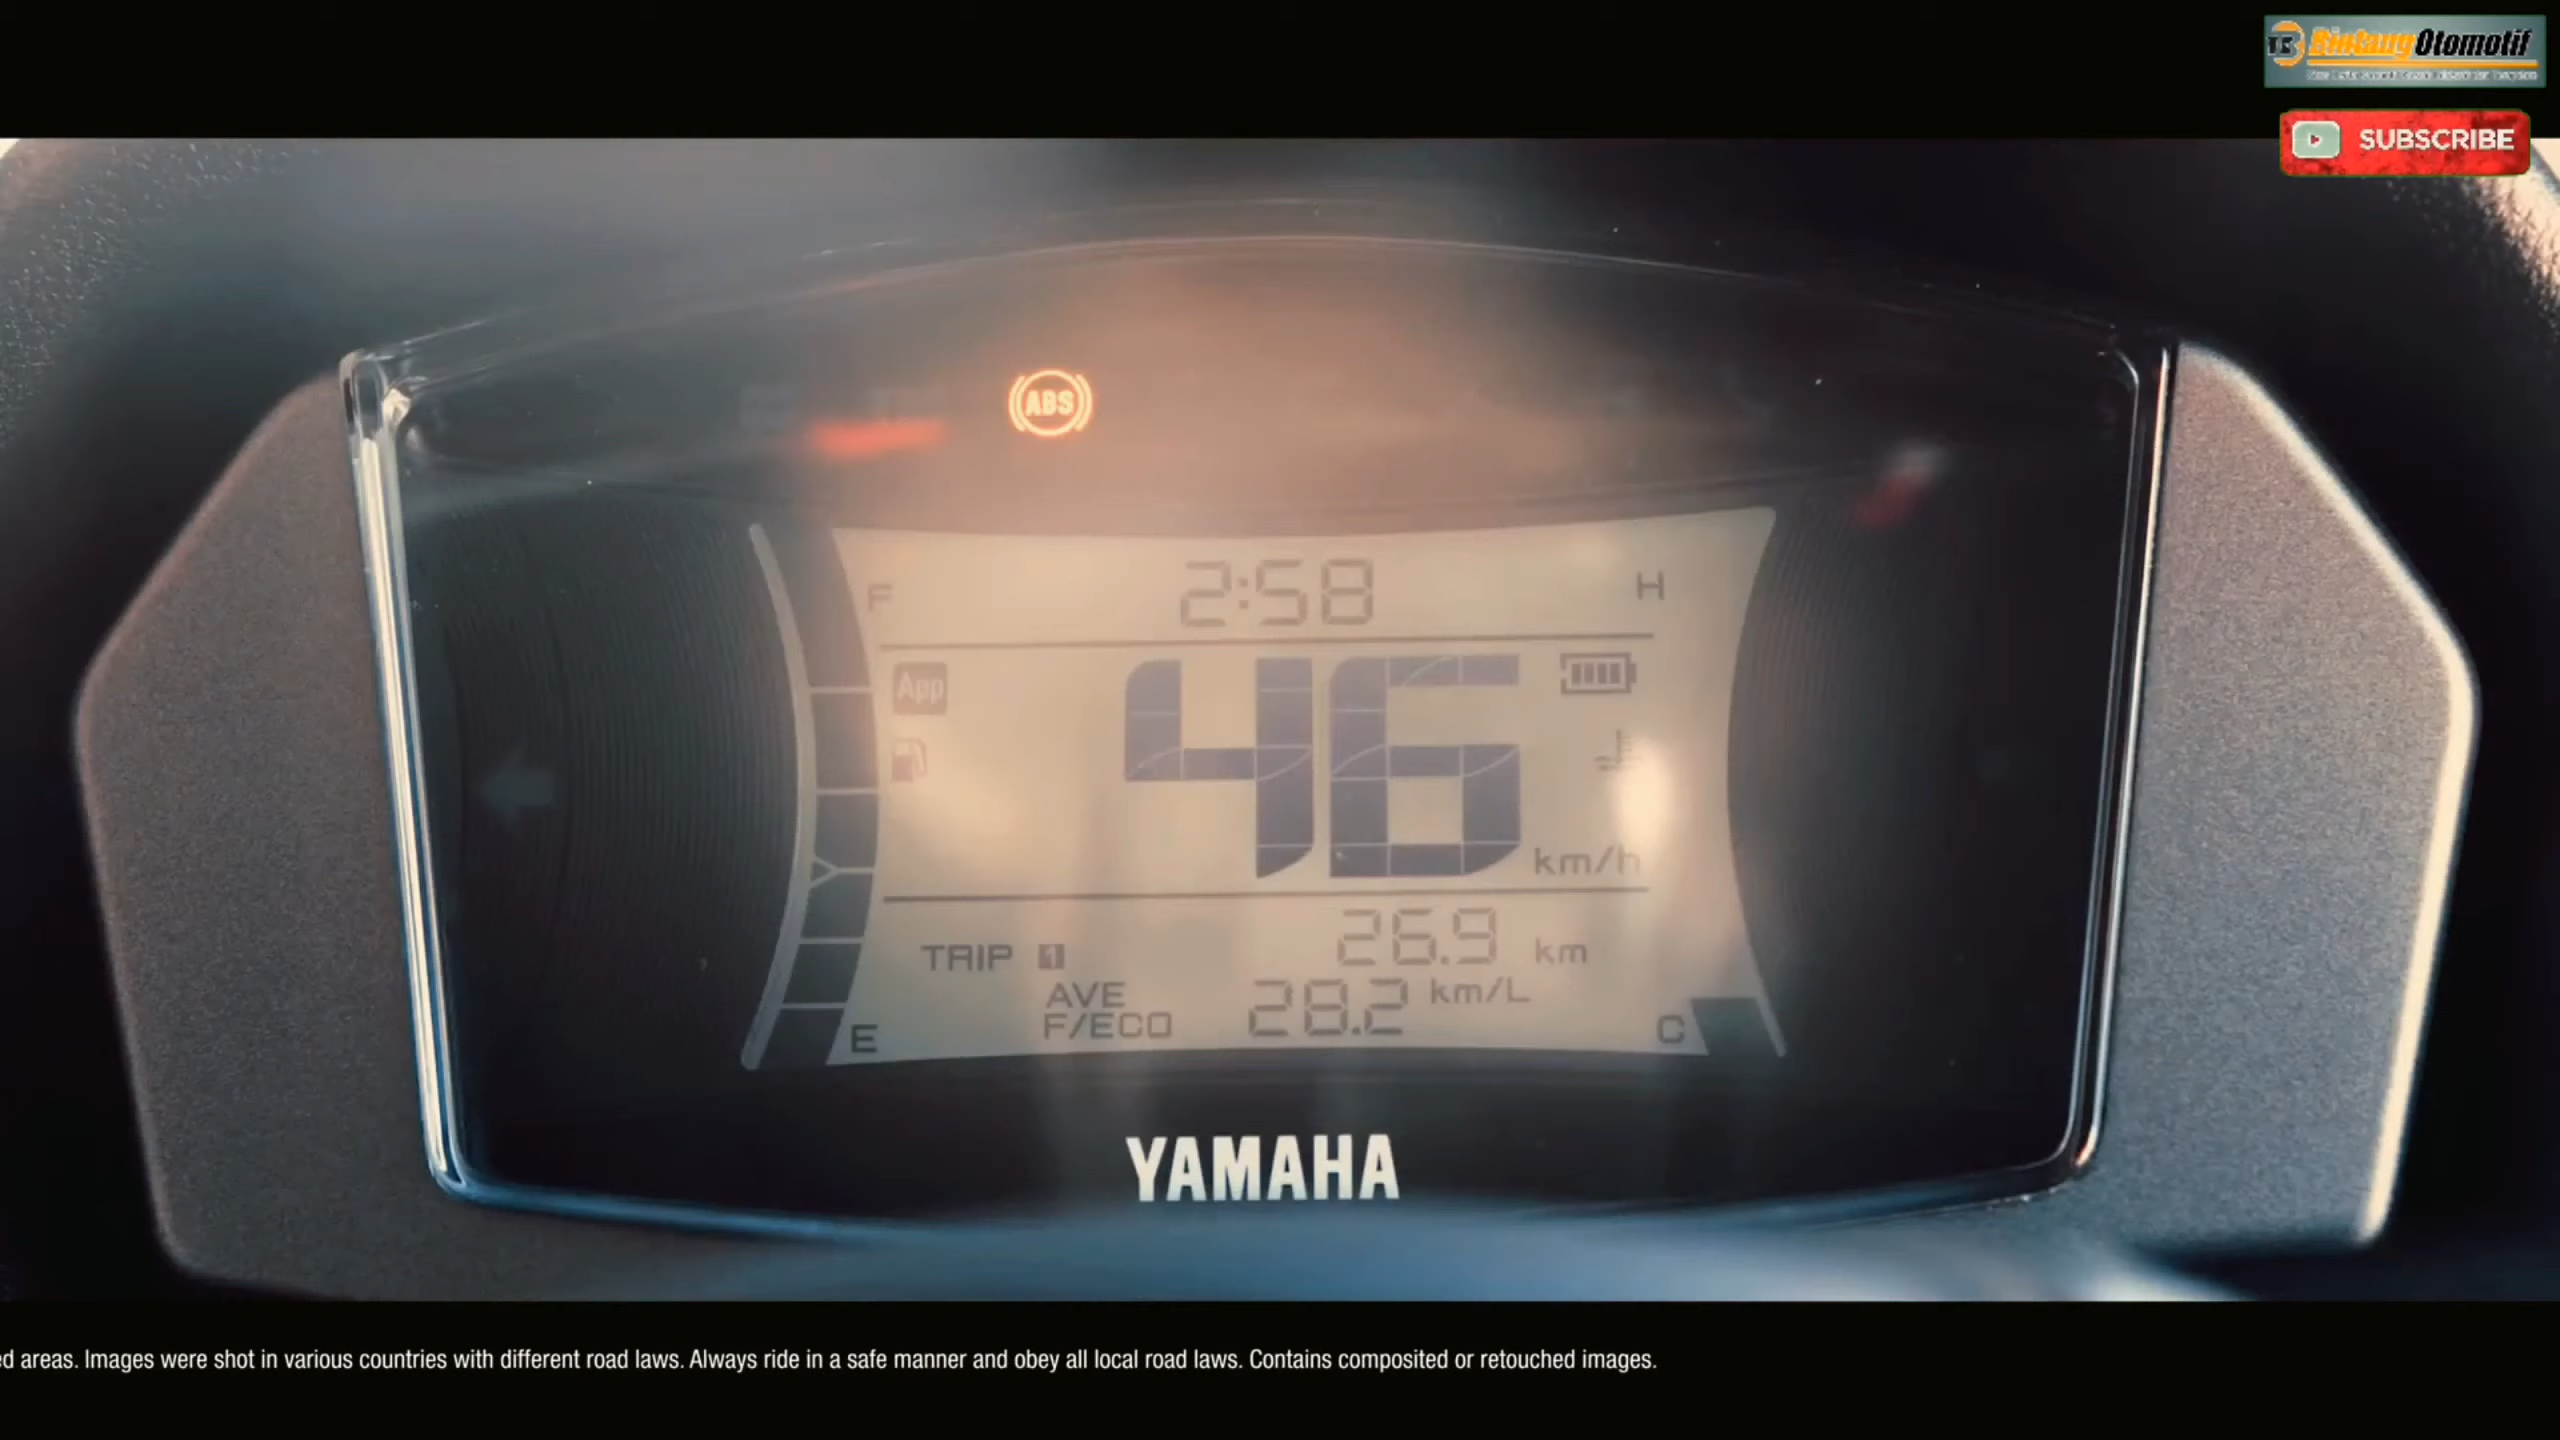 BintangOtomotif
SUBSCRIBE
ABS
2:58
F
H
App
46
km/h
TRIP 1
26.9 km
AVE
F/ECO
28.2 km/L
E
C
YAMAHA
areas. Images were shot in various countries with different road laws. Always ride in a safe manner and obey all local road laws. Contains composited or retouched images.